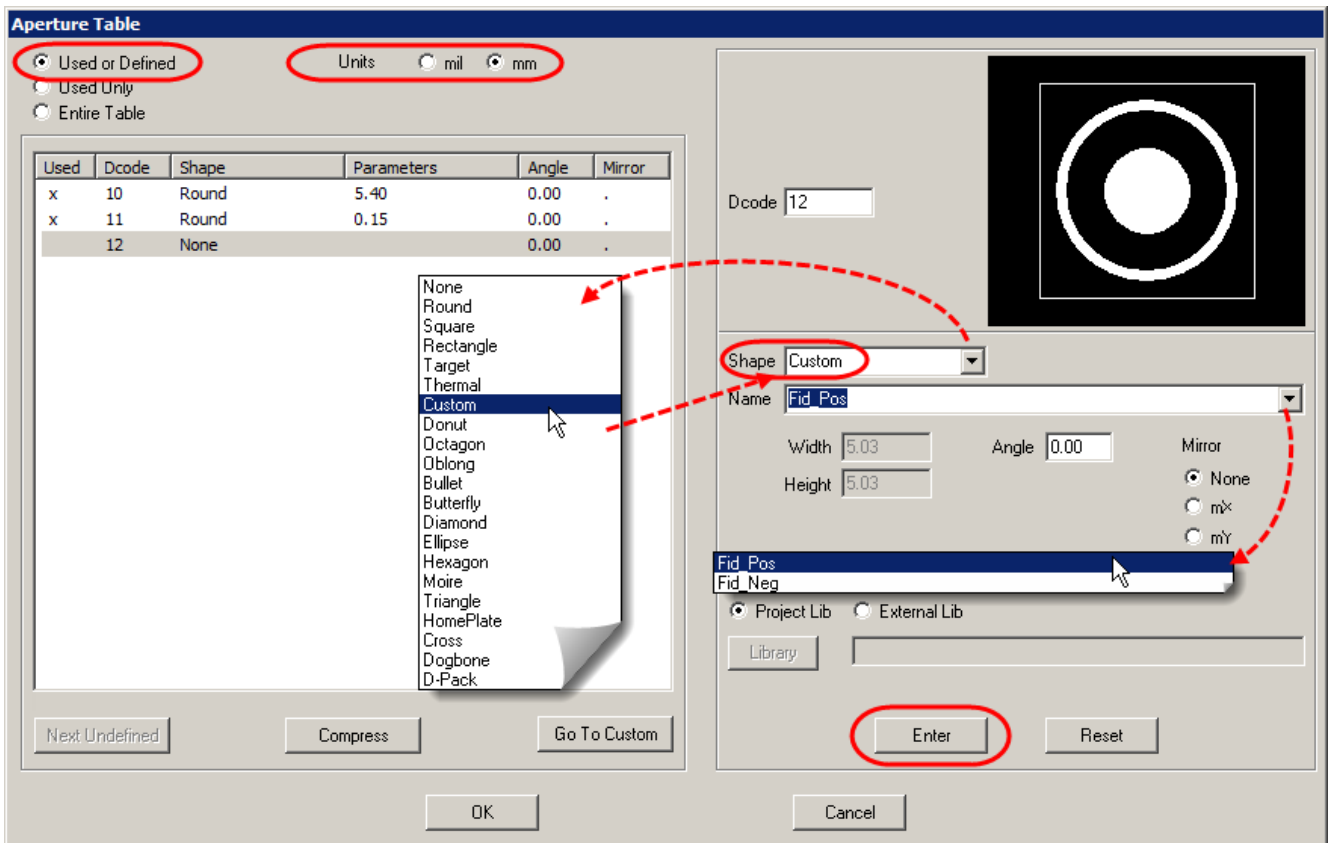 Aperture Table
Used or Defined
Units mil mm
Used Only
Entire Table
Used Dcode Shape Parameters Angle Mirror
x 10 Round 5.40 0.00 .
x 11 Round 0.15 0.00 .
12 None 0.00 .
None
Round
Square
Rectangle
Target
Thermal
Custom
Donut
Octagon
Oblong
Bullet
Butterfly
Diamond
Ellipse
Hexagon
Moire
Triangle
HomePlate
Cross
Dogbone
D-Pack
Next Undefined Compress Go To Custom
Dcode 12
Shape Custom
Name Fid_Pos
Width 5.03 Angle 0.00 Mirror
Height 5.03
None
mX
mY
Fid_Pos
Fid_Neg
Project Lib External Lib
Library
Enter Reset
OK Cancel